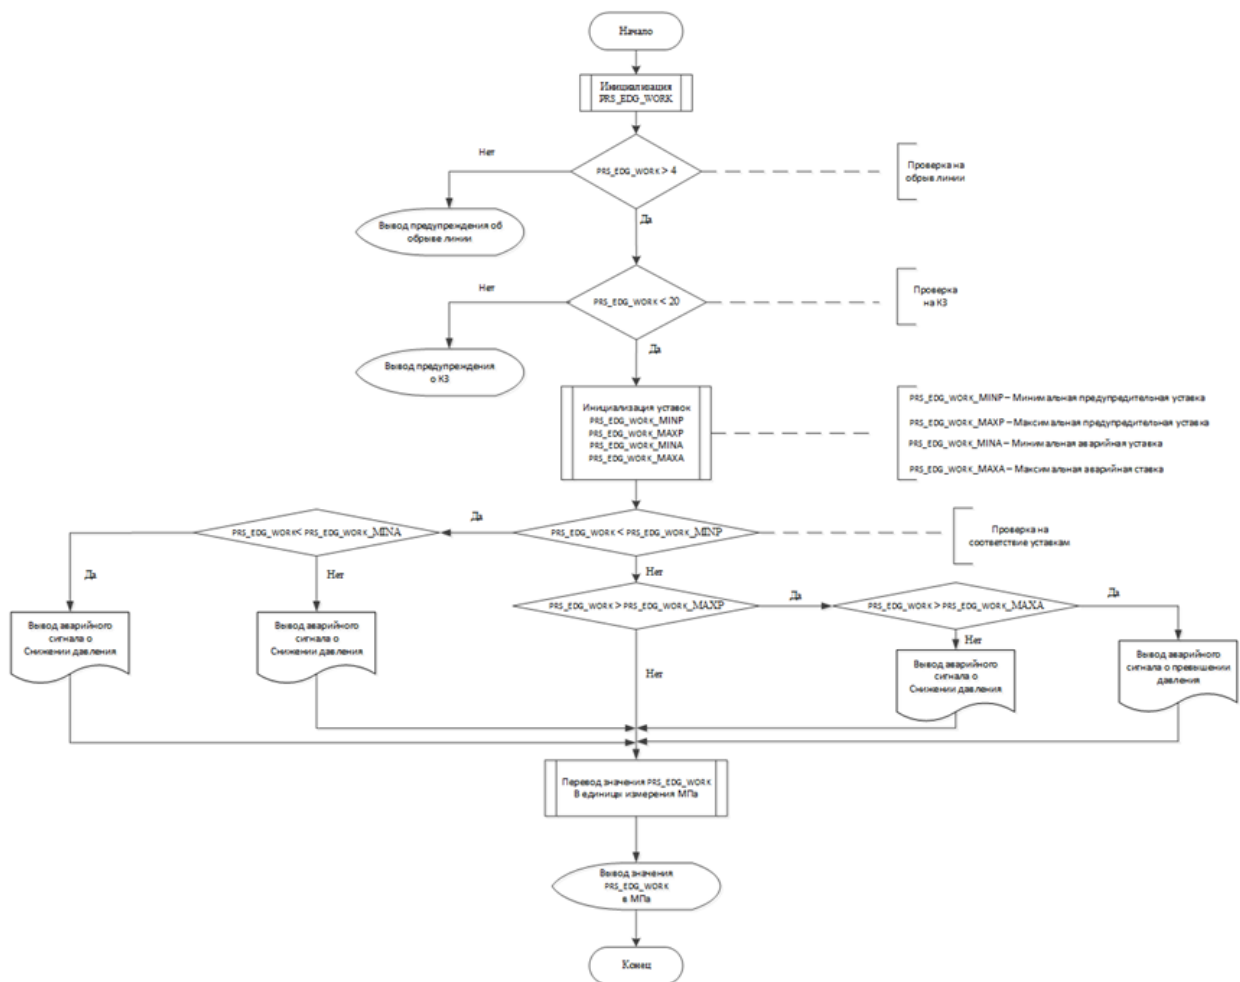 Начало
Инициализация
PRS_EDG_WORK
Нет
PRS_EDG_WORK > 4
Проверка на
обрыв линии
Вывод предупреждения об
обрыве линии
Да
Нет
PRS_EDG_WORK < 20
Проверка
на КЗ
Вывод предупреждения
о КЗ
Да
Инициализация уставок
PRS_EDG_WORK_MINP
PRS_EDG_WORK_MAXP
PRS_EDG_WORK_MINA
PRS_EDG_WORK_MAXA
PRS_EDG_WORK_MINP – Минимальная предупредительная уставка
PRS_EDG_WORK_MAXP – Максимальная предупредительная уставка
PRS_EDG_WORK_MINA – Минимальная аварийная уставка
PRS_EDG_WORK_MAXA – Максимальная аварийная ставка
PRS_EDG_WORK < PRS_EDG_WORK_MINA
Да
PRS_EDG_WORK < PRS_EDG_WORK_MINP
Проверка на
соответствие уставкам
Да
Нет
Нет
PRS_EDG_WORK > PRS_EDG_WORK_MAXP
Да
PRS_EDG_WORK > PRS_EDG_WORK_MAXA
Да
Вывод аварийного
сигнала о
Снижении давления
Вывод аварийного
сигнала о
Снижении давления
Нет
Нет
Вывод аварийного
сигнала о
Снижении давления
Вывод аварийного
сигнала о превышении
давления
Перевод значения PRS_EDG_WORK
В единицы измерения МПа
Вывод значения
PRS_EDG_WORK
в МПа
Конец